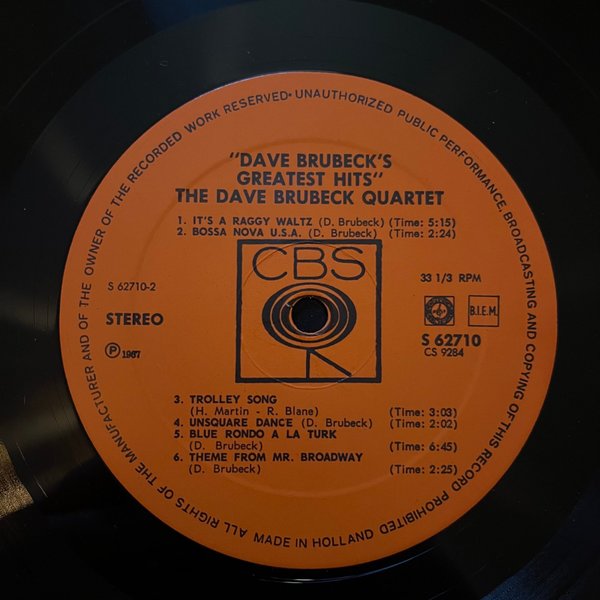 ALL RIGHTS OF THE MANUFACTURER AND OF THE OWNER OF THE RECORDED WORK RESERVED • UNAUTHORIZED PUBLIC PERFORMANCE, BROADCASTING AND COPYING OF THIS RECORD PROHIBITED
"DAVE BRUBECK'S
GREATEST HITS"
THE DAVE BRUBECK QUARTET
1. IT'S A RAGGY WALTZ (D. Brubeck) (Time: 5:15)
2. BOSSA NOVA U.S.A. (D. Brubeck) (Time: 2:24)
CBS
S 62710-2
33 1/3 RPM
STEREO
B.I.E.M.
S 62710
CS 9284
℗ 1967
3. TROLLEY SONG
(H. Martin - R. Blane) (Time: 3:03)
4. UNSQUARE DANCE (D. Brubeck) (Time: 2:02)
5. BLUE RONDO A LA TURK
(D. Brubeck) (Time: 6:45)
6. THEME FROM MR. BROADWAY
(D. Brubeck) (Time: 2:25)
MADE IN HOLLAND